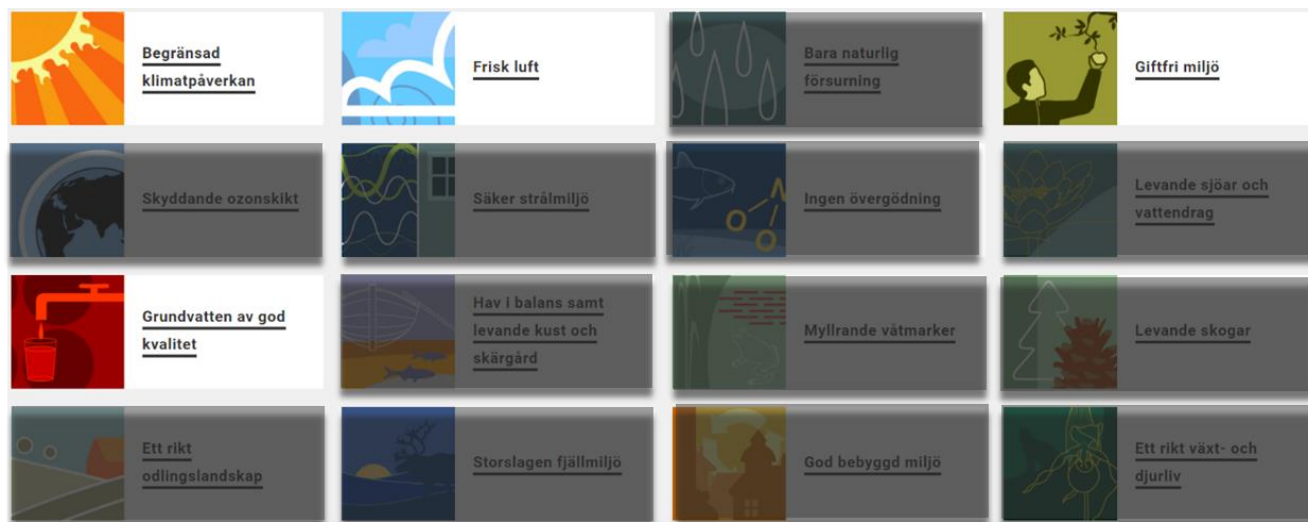 Begränsad
klimatpåverkan
Frisk luft
Bara naturlig
försurning
Giftfri miljö
Skyddande ozonskikt
Säker strålmiljö
Ingen övergödning
Levande sjöar och
vattendrag
Grundvatten av god
kvalitet
Hav i balans samt
levande kust och
skärgård
Myllrande våtmarker
Levande skogar
Ett rikt
odlingslandskap
Storslagen fjällmiljö
God bebyggd miljö
Ett rikt växt- och
djurliv